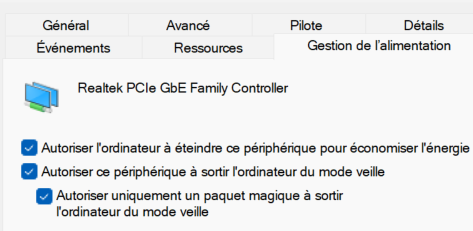 Général Avancé Pilote Détails
Événements Ressources Gestion de l'alimentation
Realtek PCIe GbE Family Controller
Autoriser l'ordinateur à éteindre ce périphérique pour économiser l'énergie
Autoriser ce périphérique à sortir l'ordinateur du mode veille
Autoriser uniquement un paquet magique à sortir
l'ordinateur du mode veille